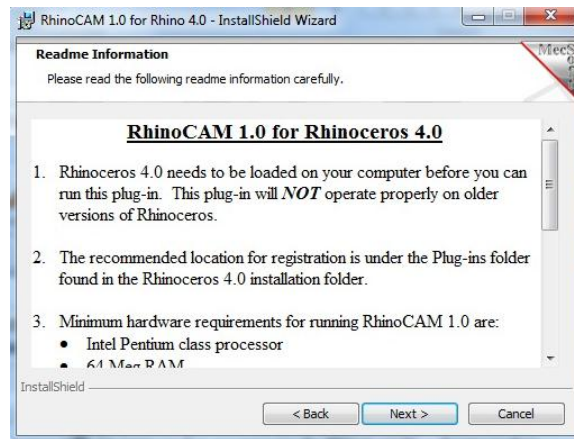 RhinoCAM 1.0 for Rhino 4.0 - InstallShield Wizard
Readme Information
Please read the following readme information carefully.
RhinoCAM 1.0 for Rhinoceros 4.0
1. Rhinoceros 4.0 needs to be loaded on your computer before you can
run this plug-in. This plug-in will NOT operate properly on older
versions of Rhinoceros.
2. The recommended location for registration is under the Plug-ins folder
found in the Rhinoceros 4.0 installation folder.
3. Minimum hardware requirements for running RhinoCAM 1.0 are:
• Intel Pentium class processor
• 64 Meg RAM
InstallShield
< Back Next > Cancel